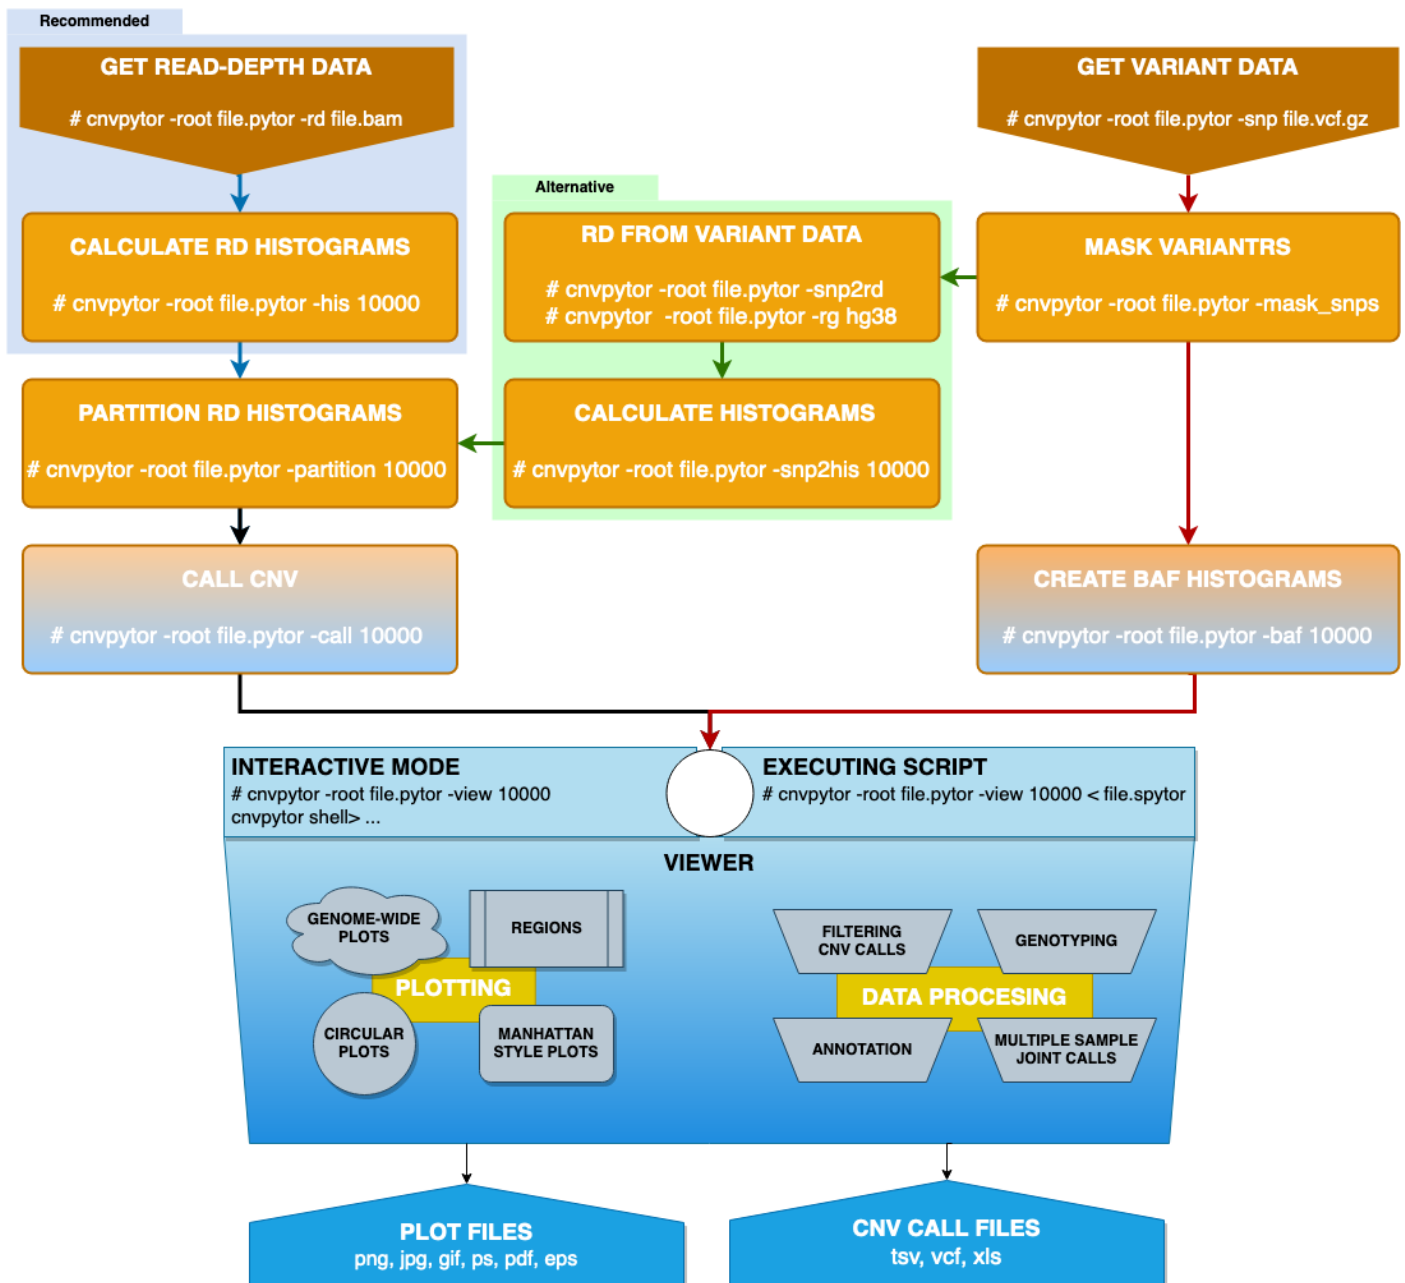 Recommended
GET READ-DEPTH DATA
# cnvpytor -root file.pytor -rd file.bam
GET VARIANT DATA
# cnvpytor -root file.pytor -snp file.vcf.gz
CALCULATE RD HISTOGRAMS
# cnvpytor -root file.pytor -his 10000
Alternative
RD FROM VARIANT DATA
# cnvpytor -root file.pytor -snp2rd
# cnvpytor -root file.pytor -rg hg38
MASK VARIANTRS
# cnvpytor -root file.pytor -mask_snps
PARTITION RD HISTOGRAMS
# cnvpytor -root file.pytor -partition 10000
CALCULATE HISTOGRAMS
# cnvpytor -root file.pytor -snp2his 10000
CALL CNV
# cnvpytor -root file.pytor -call 10000
CREATE BAF HISTOGRAMS
# cnvpytor -root file.pytor -baf 10000
INTERACTIVE MODE
# cnvpytor -root file.pytor -view 10000
cnvpytor shell> ...
EXECUTING SCRIPT
# cnvpytor -root file.pytor -view 10000 < file.spytor
VIEWER
GENOME-WIDE
PLOTS
REGIONS
PLOTTING
CIRCULAR
PLOTS
MANHATTAN
STYLE PLOTS
FILTERING
CNV CALLS
GENOTYPING
DATA PROCESING
ANNOTATION
MULTIPLE SAMPLE
JOINT CALLS
PLOT FILES
png, jpg, gif, ps, pdf, eps
CNV CALL FILES
tsv, vcf, xls